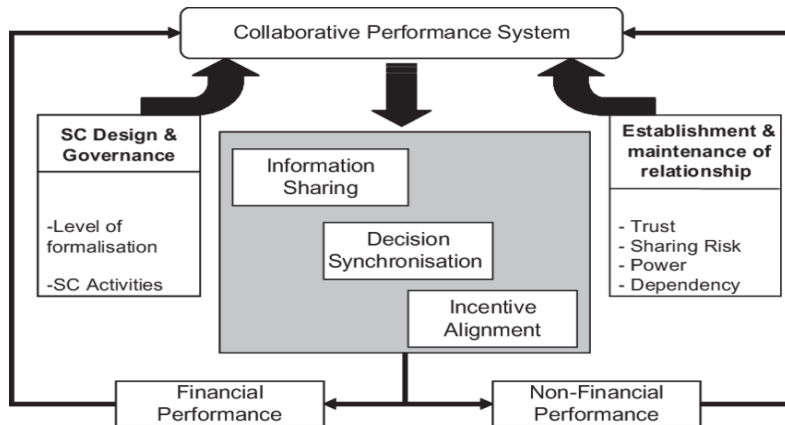 Collaborative Performance System
SC Design &
Governance
-Level of
formalisation
-SC Activities
Information
Sharing
Decision
Synchronisation
Incentive
Alignment
Establishment &
maintenance of
relationship
- Trust
- Sharing Risk
- Power
- Dependency
Financial
Performance
Non-Financial
Performance